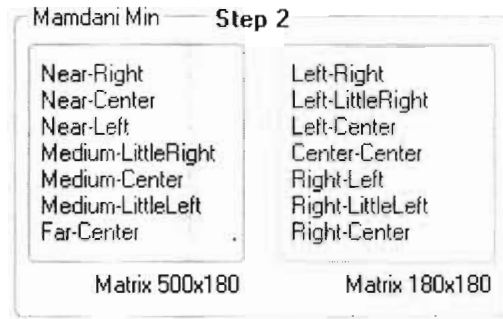 Mamdani Min
Step 2
Near-Right
Near-Center
Near-Left
Medium-LittleRight
Medium-Center
Medium-LittleLeft
Far-Center
Matrix 500x180
Left-Right
Left-LittleRight
Left-Center
Center-Center
Right-Left
Right-LittleLeft
Right-Center
Matrix 180x180